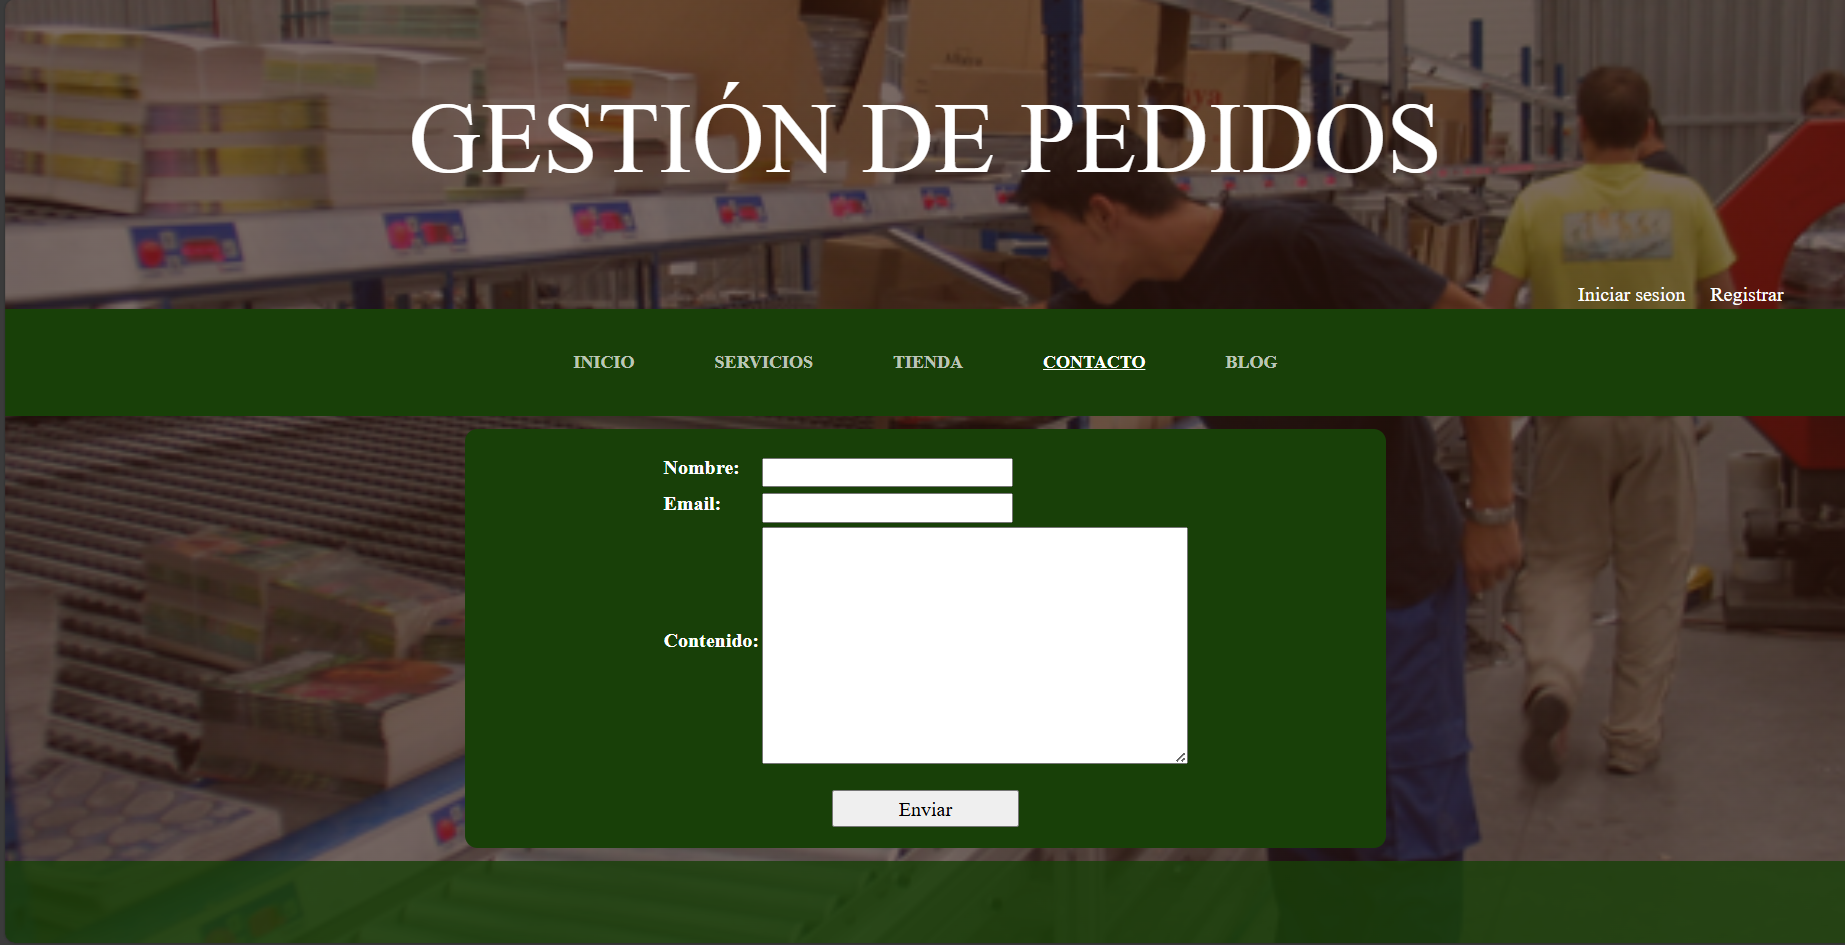 GESTIÓN DE PEDIDOS
Iniciar sesion Registrar
INICIO SERVICIOS TIENDA CONTACTO BLOG
Nombre:
Email:
Contenido:
Enviar